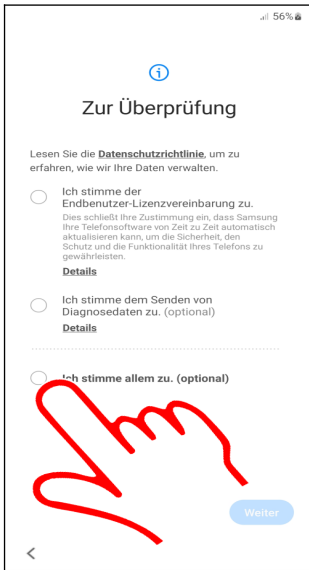 56%
Zur Überprüfung
Lesen Sie die Datenschutzrichtlinie, um zu
erfahren, wie wir Ihre Daten verwalten.
Ich stimme der
Endbenutzer-Lizenzvereinbarung zu.
Dies schließt Ihre Zustimmung ein, dass Samsung
Ihre Telefonsoftware von Zeit zu Zeit automatisch
aktualisieren kann, um die Sicherheit, den
Schutz und die Funktionalität Ihres Telefons zu
gewährleisten.
Details
Ich stimme dem Senden von
Diagnosedaten zu. (optional)
Details
Ich stimme allem zu. (optional)
Weiter